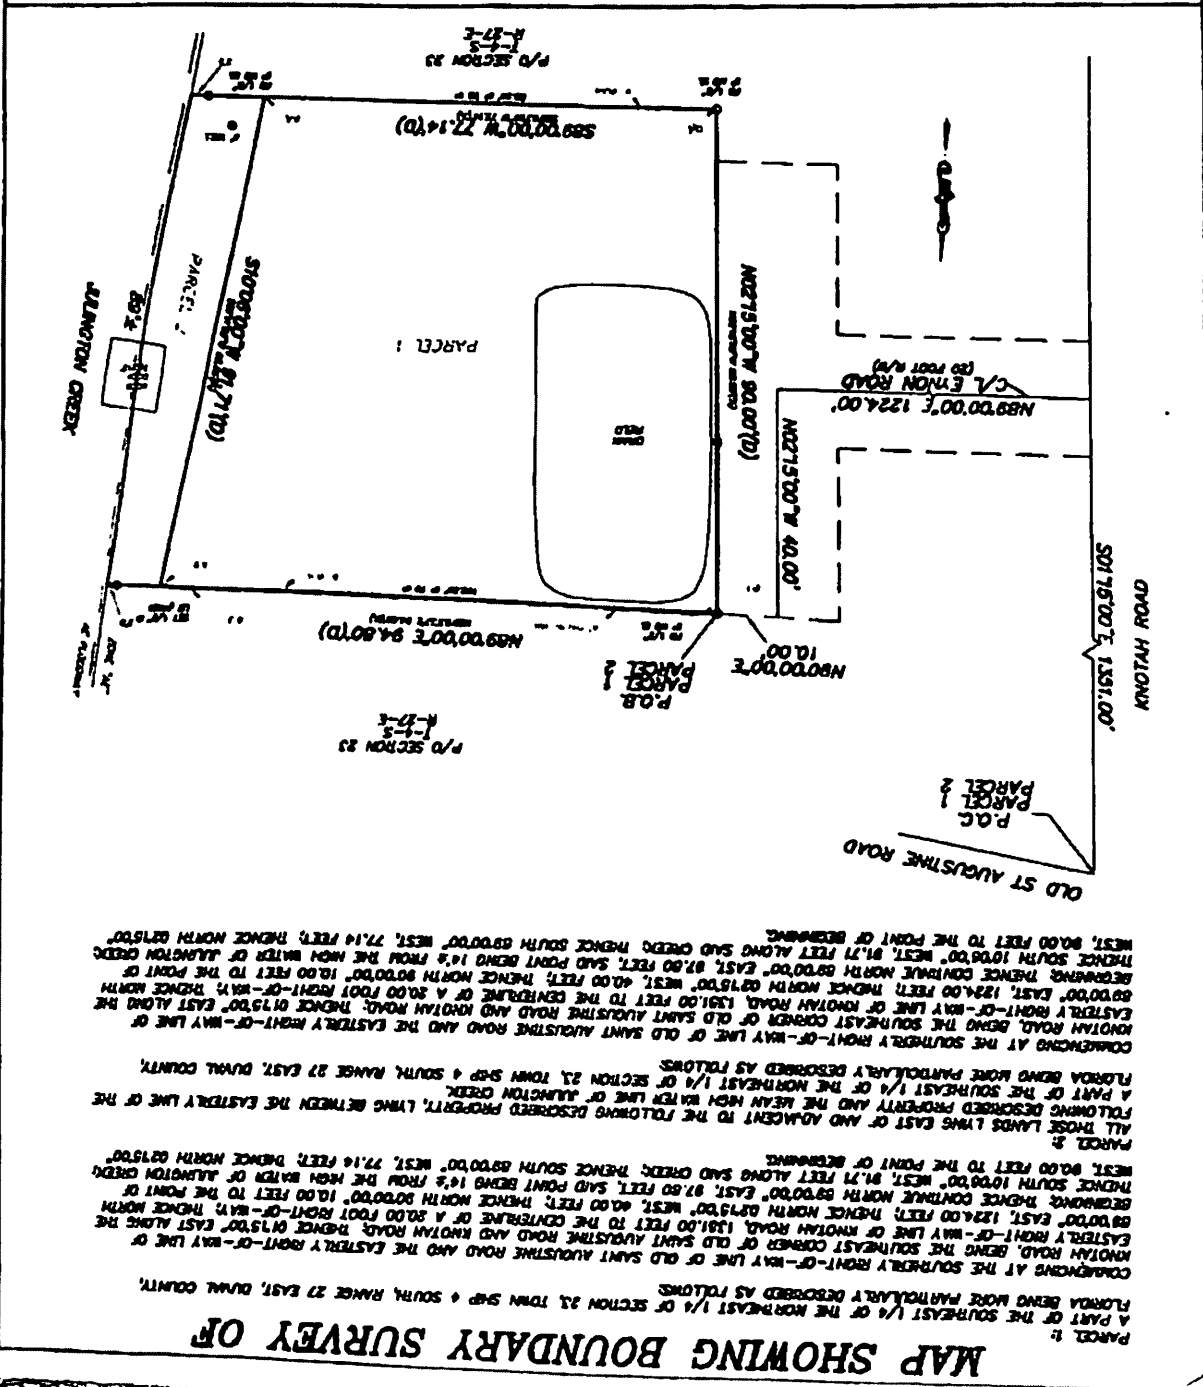 MAP SHOWING BOUNDARY SURVEY OF
PARCEL 1:
A PART OF THE SOUTHEAST 1/4 OF THE NORTHEAST 1/4 OF SECTION 23, TOWN SHIP 4 SOUTH, RANGE 27 EAST, DUVAL COUNTY,
FLORIDA BEING MORE PARTICULARLY DESCRIBED AS FOLLOWS:
COMMENCING AT THE SOUTHERLY RIGHT-OF-WAY LINE OF OLD SAINT AUGUSTINE ROAD AND THE EASTERLY RIGHT-OF-WAY LINE OF
KNOTAH ROAD, BEING THE SOUTHEAST CORNER OF OLD SAINT AUGUSTINE ROAD AND KNOTAH ROAD; THENCE 01'15'00" EAST ALONG THE
EASTERLY RIGHT-OF-WAY LINE OF KNOTAH ROAD, 1351.00 FEET TO THE CENTERLINE OF A 20.00 FOOT RIGHT-OF-WAY; THENCE NORTH
89'00'00" EAST, 1224.00 FEET; THENCE NORTH 02'15'00" WEST, 40.00 FEET; THENCE NORTH 90'00'00" 10.00 FEET TO THE POINT OF
BEGINNING; THENCE CONTINUE NORTH 89'00'00" EAST, 97.80 FEET, SAID POINT BEING 14'± FROM THE HIGH WATER OF JULINGTON CREEK;
THENCE SOUTH 10'06'00" WEST, 91.71 FEET ALONG SAID CREEK; THENCE SOUTH 89'00'00" WEST, 77.14 FEET; THENCE NORTH 02'15'00"
WEST, 90.00 FEET TO THE POINT OF BEGINNING.
PARCEL 2:
ALL THOSE LANDS LYING EAST OF AND ADJACENT TO THE FOLLOWING DESCRIBED PROPERTY, LYING BETWEEN THE EASTERLY LINE OF THE
FOLLOWING DESCRIBED PROPERTY AND THE MEAN HIGH WATER LINE OF JULINGTON CREEK.
A PART OF THE SOUTHEAST 1/4 OF THE NORTHEAST 1/4 OF SECTION 23, TOWN SHIP 4 SOUTH, RANGE 27 EAST, DUVAL COUNTY,
FLORIDA BEING MORE PARTICULARLY DESCRIBED AS FOLLOWS:
COMMENCING AT THE SOUTHERLY RIGHT-OF-WAY LINE OF OLD SAINT AUGUSTINE ROAD AND THE EASTERLY RIGHT-OF-WAY LINE OF
KNOTAH ROAD, BEING THE SOUTHEAST CORNER OF OLD SAINT AUGUSTINE ROAD AND KNOTAH ROAD; THENCE 01'15'00" EAST ALONG THE
EASTERLY RIGHT-OF-WAY LINE OF KNOTAH ROAD, 1351.00 FEET TO THE CENTERLINE OF A 20.00 FOOT RIGHT-OF-WAY; THENCE NORTH
89'00'00" EAST, 1224.00 FEET; THENCE NORTH 02'15'00" WEST, 40.00 FEET; THENCE NORTH 90'00'00" 10.00 FEET TO THE POINT OF
BEGINNING; THENCE CONTINUE NORTH 89'00'00" EAST, 97.80 FEET, SAID POINT BEING 14'± FROM THE HIGH WATER OF JULINGTON CREEK;
THENCE SOUTH 10'06'00" WEST, 91.71 FEET ALONG SAID CREEK; THENCE SOUTH 89'00'00" WEST, 77.14 FEET; THENCE NORTH 02'15'00"
WEST, 90.00 FEET TO THE POINT OF BEGINNING.
OLD ST AUGUSTINE ROAD
P.O.C.
PARCEL 1
PARCEL 2
KNOTAH ROAD
S01'15'00"E 1351.00'
P/O SECTION 23
T-4-S
R-27-E
P.O.B.
PARCEL 1
PARCEL 2
N90'00'00"E
10.00'
N89'00'00"E 94.80'(D)
N02'15'00"W 40.00'
N89'00'00"E 1224.00'
C/L EYNON ROAD
(20 FOOT R/W)
N02'15'00"W 90.00'(D)
DRAIN
FIELD
PARCEL 1
S10'06'00"W 91.71'(D)
PARCEL 2
89'±
JULINGTON CREEK
S89'00'00"W 77.14'(D)
P/O SECTION 23
T-4-S
R-27-E